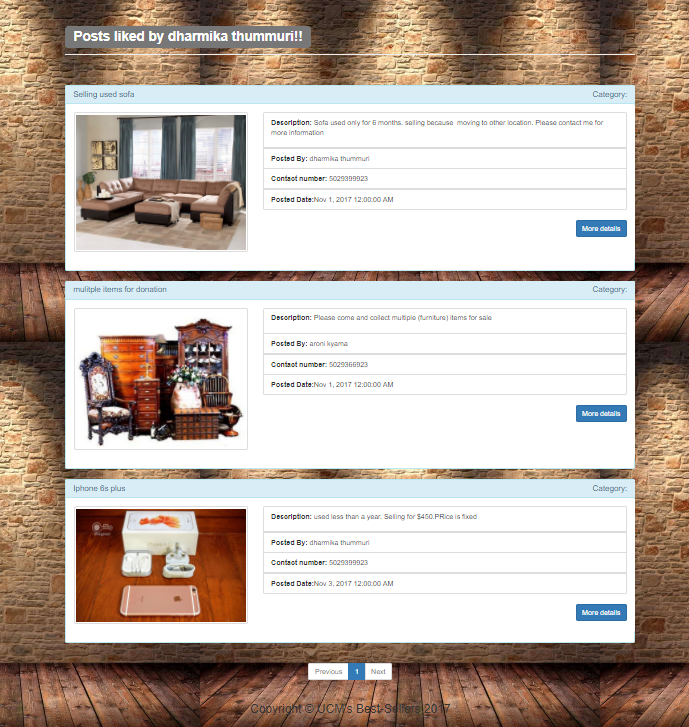 Posts liked by dharmika thummuri!!
Selling used sofa Category:
Description: Sofa used only for 6 months. selling because moving to other location. Please contact me for
more information
Posted By: dharmika thummuri
Contact number: 5029399923
Posted Date:Nov 1, 2017 12:00:00 AM
More details
mulitple items for donation Category:
Description: Please come and collect multiple (furniture) items for sale
Posted By: aroni kyama
Contact number: 5029366923
Posted Date:Nov 1, 2017 12:00:00 AM
More details
Iphone 6s plus Category:
Description: used less than a year. Selling for $450.PRice is fixed
Posted By: dharmika thummuri
Contact number: 5029399923
Posted Date:Nov 3, 2017 12:00:00 AM
More details
Previous 1 Next
Copyright © UCM's Best-Sellers 2017